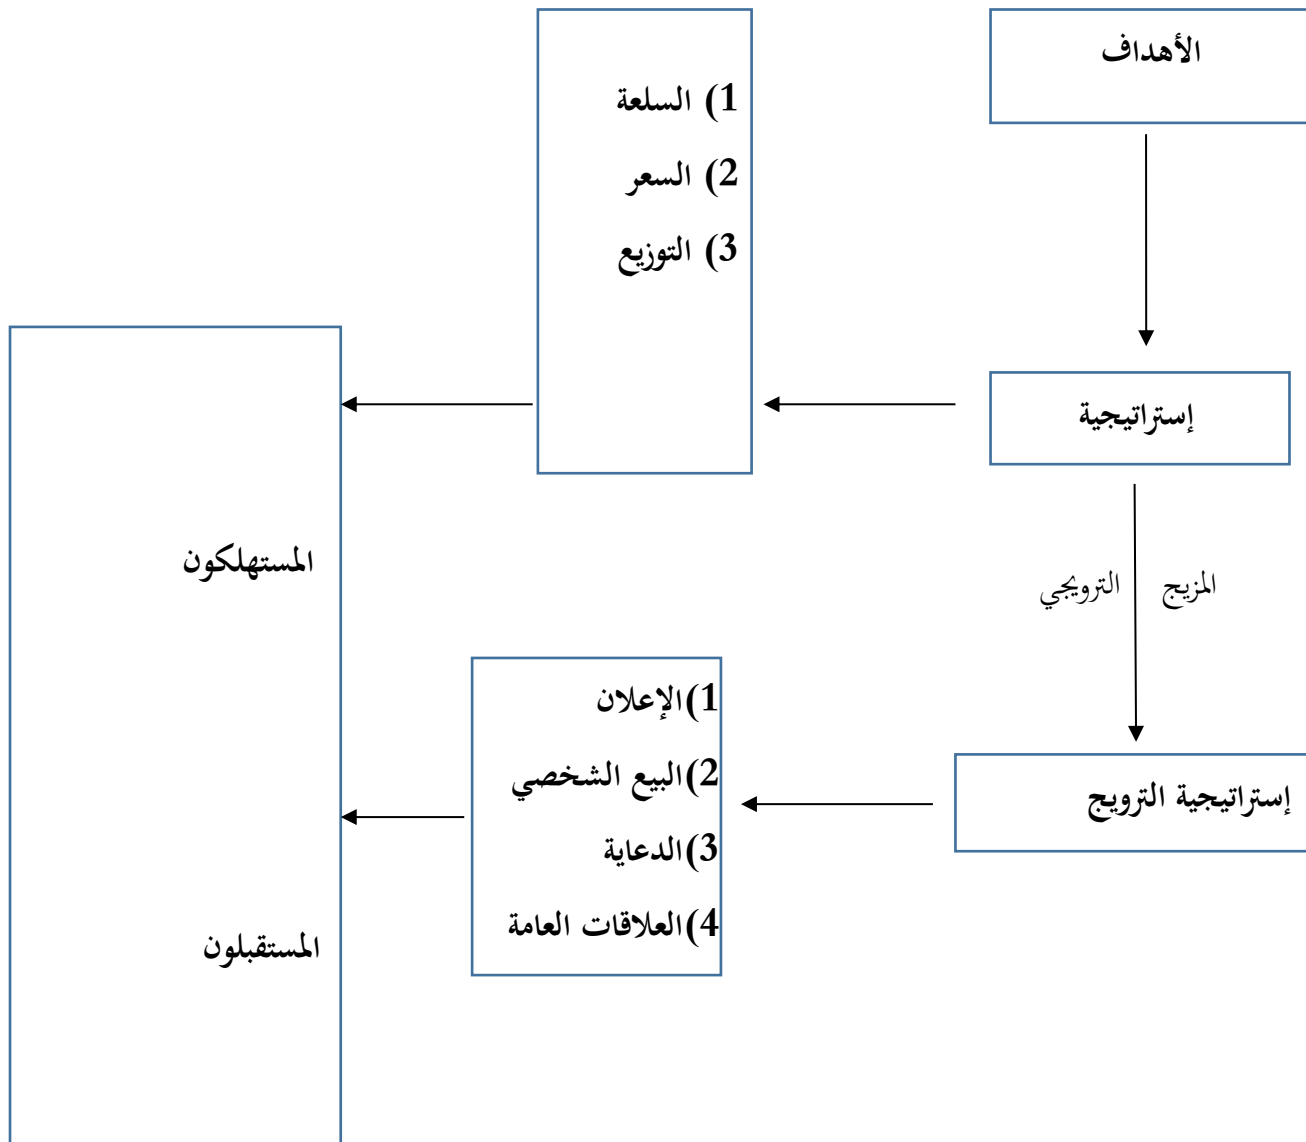 الأهداف
1) السلعة
2) السعر
3) التوزيع
إستراتيجية
المستهلكون
المزيج الترويجي
1)الإعلان
2)البيع الشخصي
3)الدعاية
4)العلاقات العامة
إستراتيجية الترويج
المستقبلون